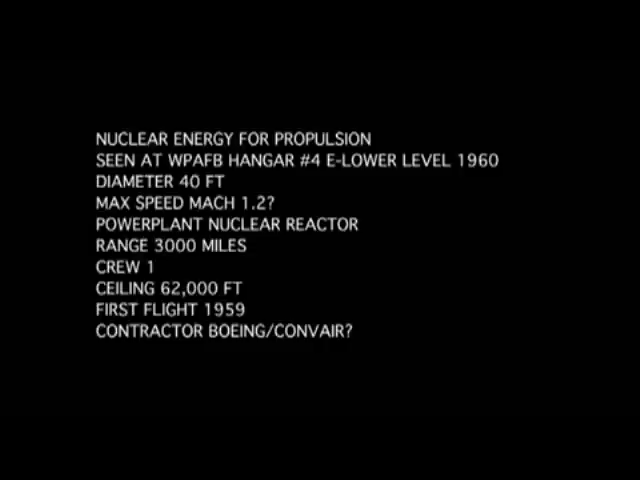 NUCLEAR ENERGY FOR PROPULSION
SEEN AT WPAFB HANGAR #4 E-LOWER LEVEL 1960
DIAMETER 40 FT
MAX SPEED MACH 1.2?
POWERPLANT NUCLEAR REACTOR
RANGE 3000 MILES
CREW 1
CEILING 62,000 FT
FIRST FLIGHT 1959
CONTRACTOR BOEING/CONVAIR?